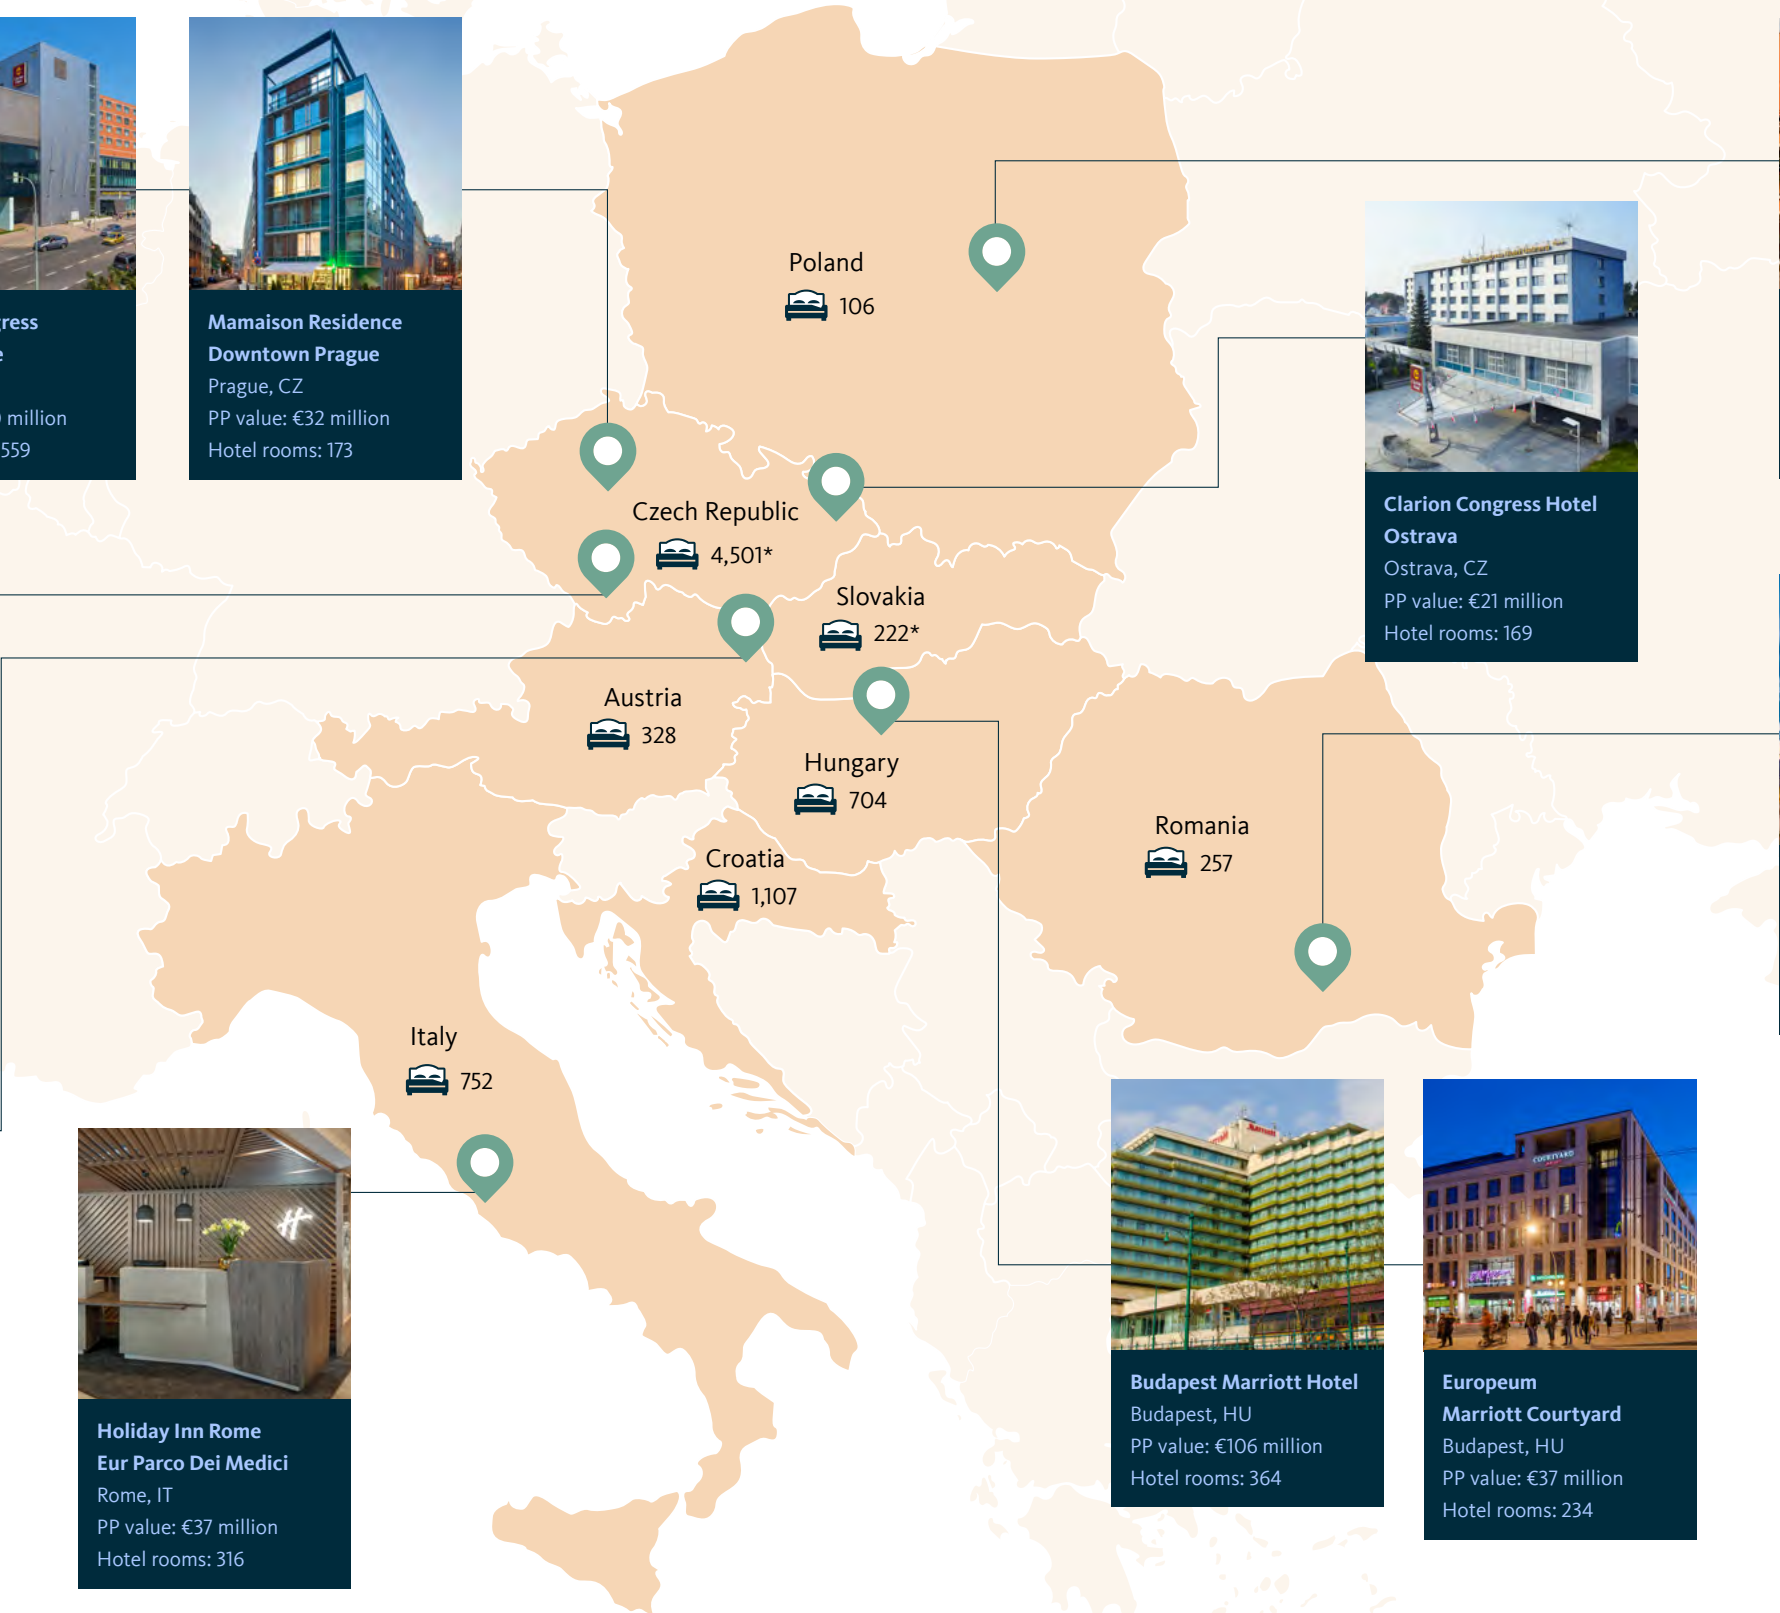 ress
e
million
559
Mamaison Residence
Downtown Prague
Prague, CZ
PP value: €32 million
Hotel rooms: 173
Poland
106
Czech Republic
4,501*
Slovakia
222*
Austria
328
Hungary
704
Croatia
1,107
Romania
257
Italy
752
Clarion Congress Hotel
Ostrava
Ostrava, CZ
PP value: €21 million
Hotel rooms: 169
Holiday Inn Rome
Eur Parco Dei Medici
Rome, IT
PP value: €37 million
Hotel rooms: 316
COURTYARD
Budapest Marriott Hotel
Budapest, HU
PP value: €106 million
Hotel rooms: 364
Europeum
Marriott Courtyard
Budapest, HU
PP value: €37 million
Hotel rooms: 234